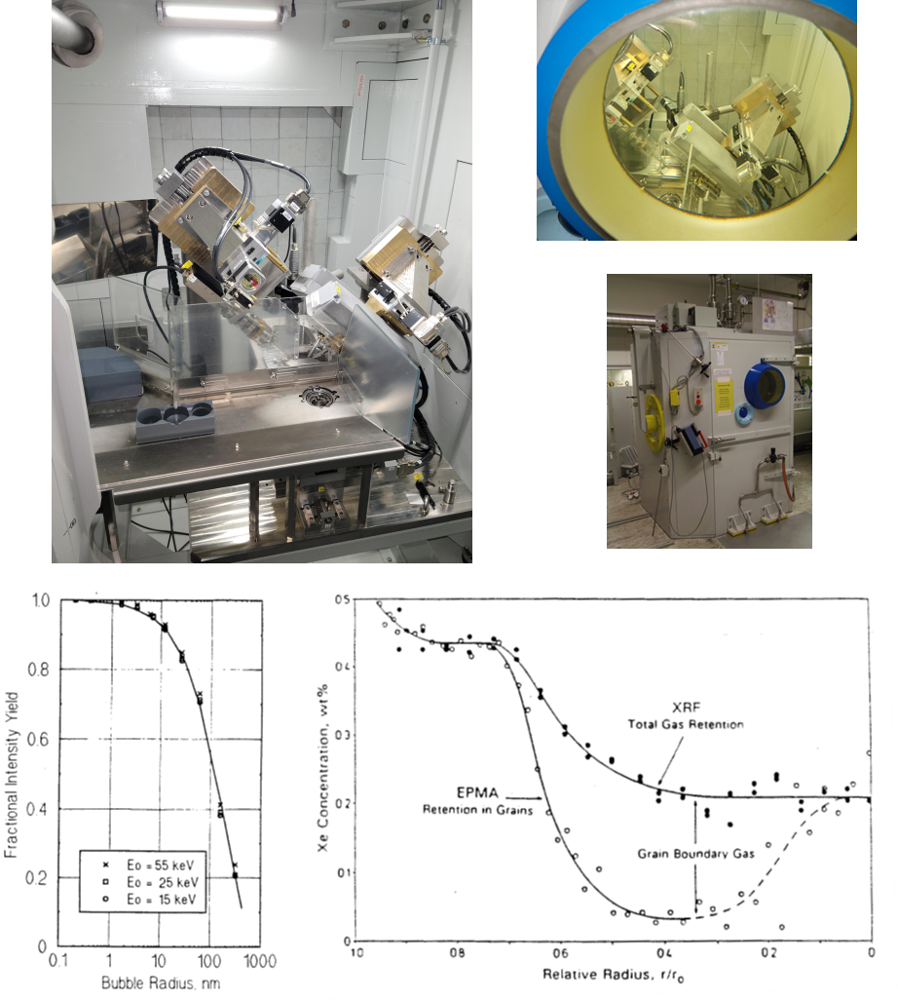 1.0
0.8
0.6
0.4
0.2
0
0.1
1
10
100
1000
Fractional Intensity Yield
Bubble Radius, nm
× Eo = 55 keV
□ Eo = 25 keV
o Eo = 15 keV
0 5
0 4
0 3
0 2
0 1
0
1 0
0 8
0 6
0 4
0 2
0
Xe Concentration, wt %
Relative Radius, r/r₀
XRF
Total Gas Retention
EPMA
Retention in Grains
Grain Boundary Gas